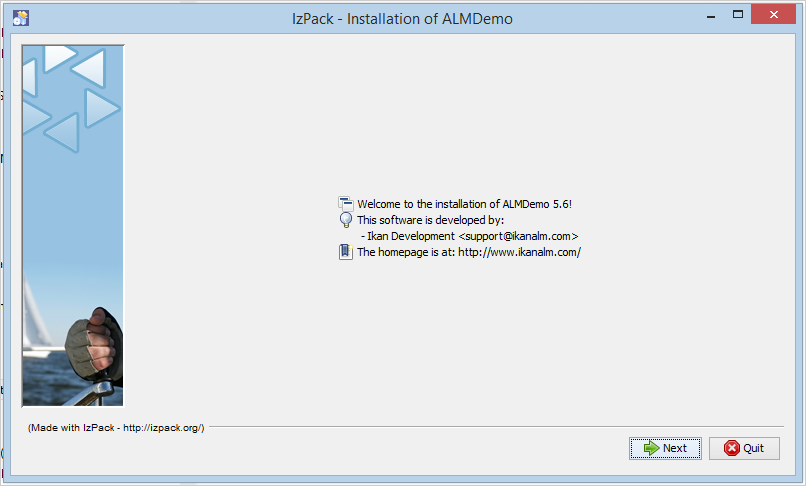 IzPack - Installation of ALMDemo
Welcome to the installation of ALMDemo 5.6!
This software is developed by:
- Ikan Development <support@ikanalm.com>
The homepage is at: http://www.ikanalm.com/
(Made with IzPack - http://izpack.org/)
Next
Quit